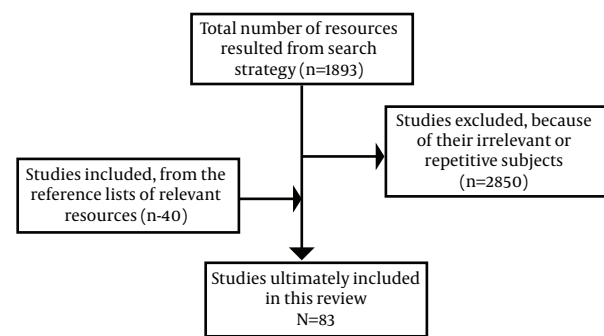 Total number of resources
resulted from search
strategy (n=1893)
Studies excluded, because
of their irrelevant or
repetitive subjects
(n=2850)
Studies included, from the
reference lists of relevant
resources (n-40)
Studies ultimately included
in this review
N=83